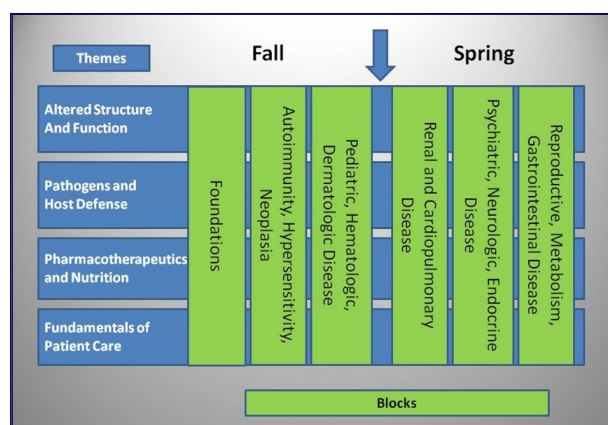 Themes
Fall
Spring
Altered Structure
And Function
Pathogens and
Host Defense
Pharmacotherapeutics
and Nutrition
Fundamentals of
Patient Care
Foundations
Autoimmunity, Hypersensitivity,
Neoplasia
Pediatric, Hematologic,
Dermatologic Disease
Renal and Cardiopulmonary
Disease
Psychiatric, Neurologic, Endocrine
Disease
Reproductive, Metabolism,
Gastrointestinal Disease
Blocks